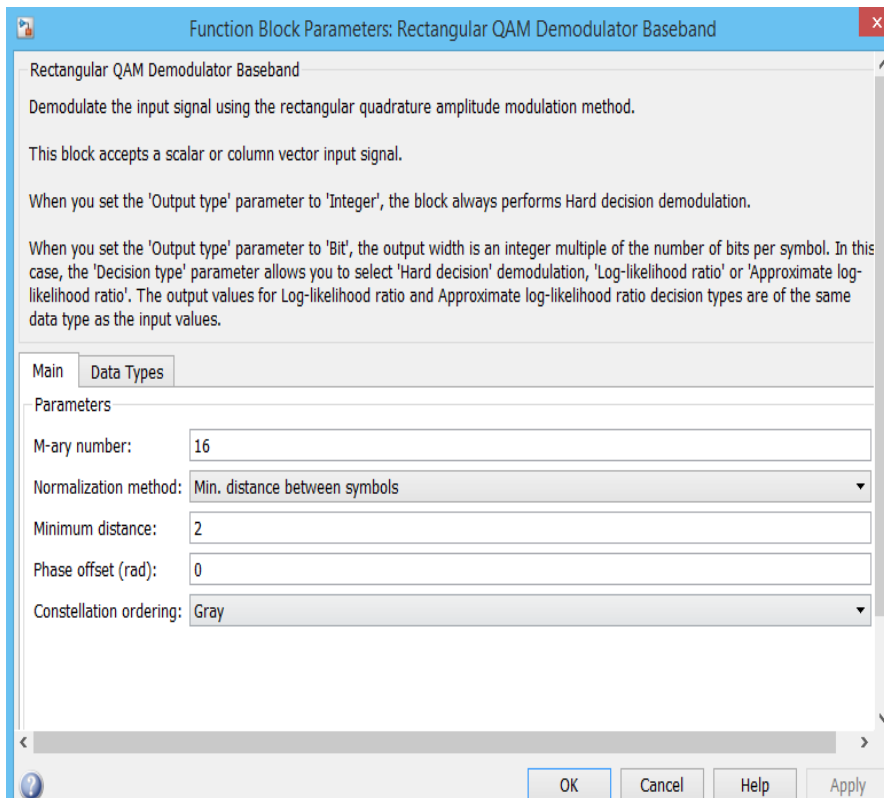 Function Block Parameters: Rectangular QAM Demodulator Baseband
x
Rectangular QAM Demodulator Baseband
Demodulate the input signal using the rectangular quadrature amplitude modulation method.
This block accepts a scalar or column vector input signal.
When you set the 'Output type' parameter to 'Integer', the block always performs Hard decision demodulation.
When you set the 'Output type' parameter to 'Bit', the output width is an integer multiple of the number of bits per symbol. In this
case, the 'Decision type' parameter allows you to select 'Hard decision' demodulation, 'Log-likelihood ratio' or 'Approximate log-
likelihood ratio'. The output values for Log-likelihood ratio and Approximate log-likelihood ratio decision types are of the same
data type as the input values.
Main Data Types
Parameters
M-ary number: 16
Normalization method: Min. distance between symbols
Minimum distance: 2
Phase offset (rad): 0
Constellation ordering: Gray
? OK Cancel Help Apply